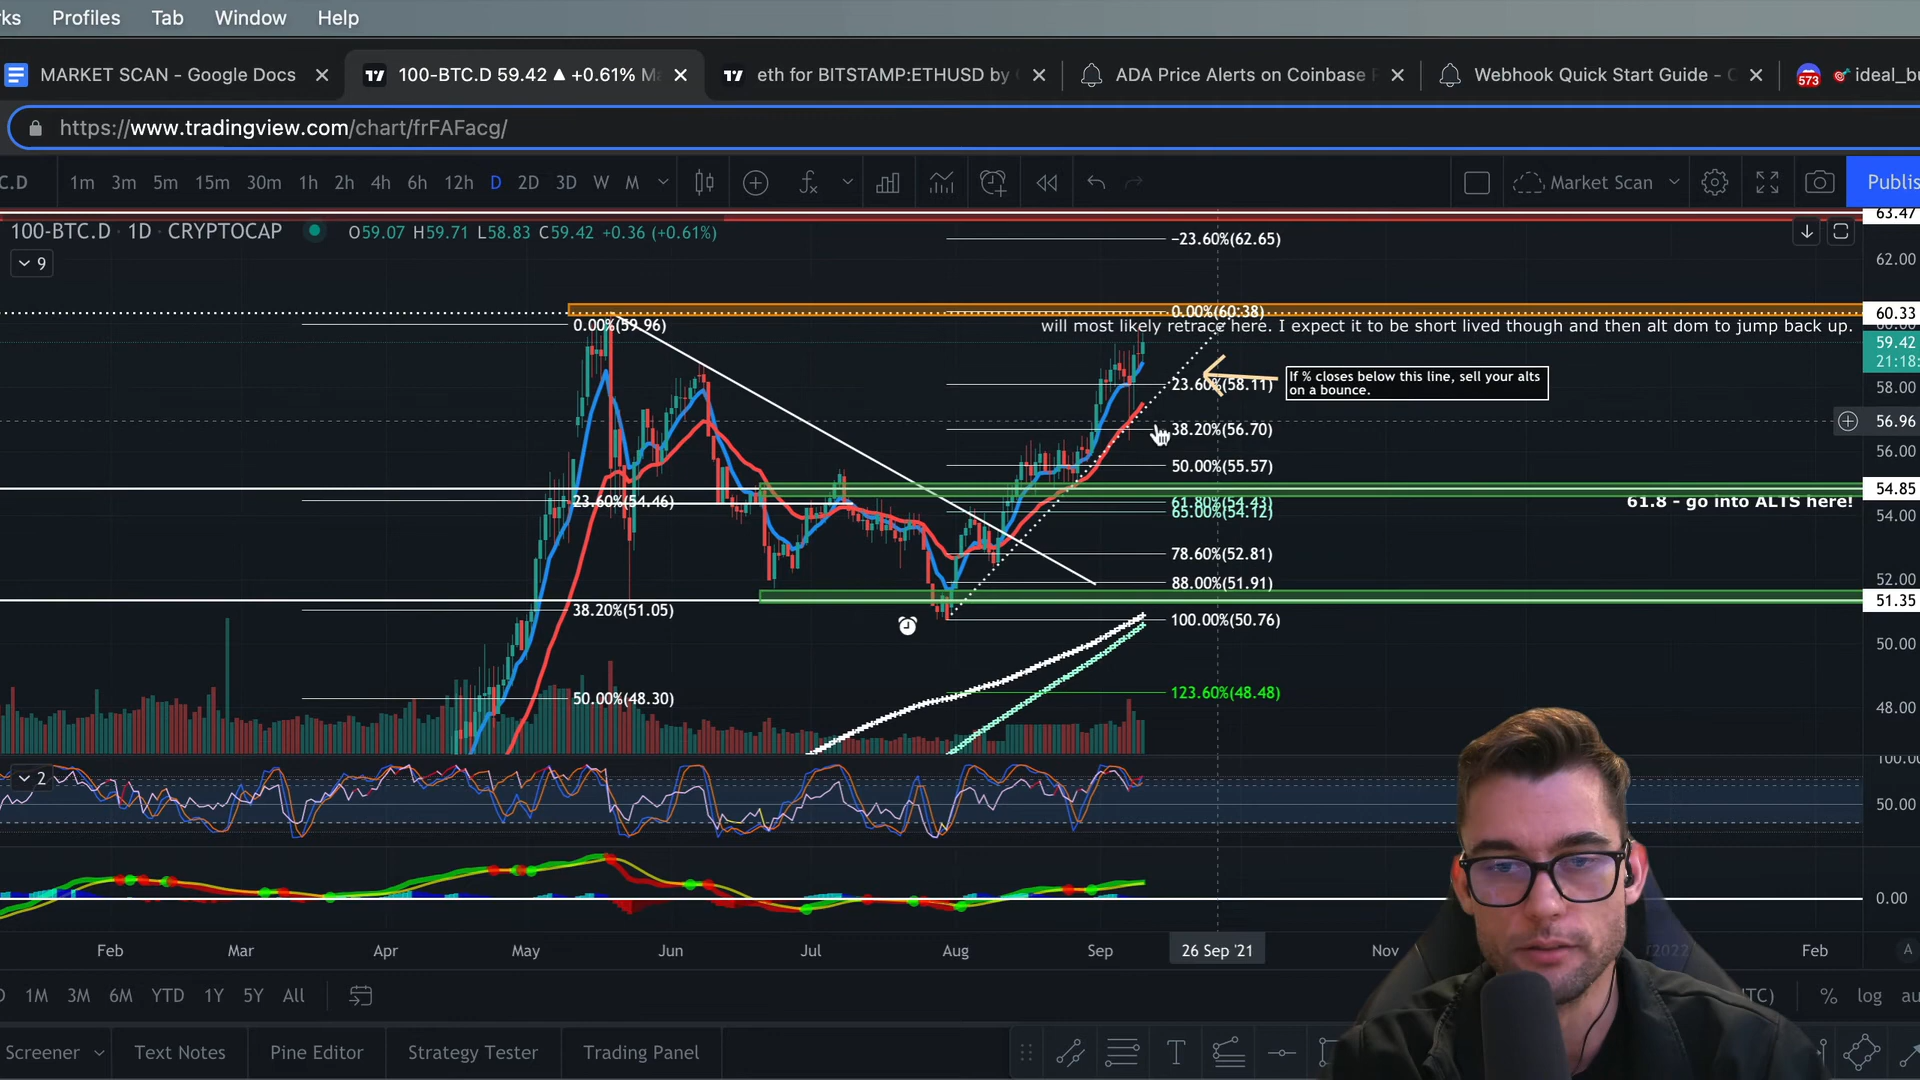 rks Profiles Tab Window Help
MARKET SCAN - Google Docs
100-BTC.D 59.42 ▲ +0.61% Ma
eth for BITSTAMP:ETHUSD by
ADA Price Alerts on Coinbase
Webhook Quick Start Guide -
573
ideal_bu
https://www.tradingview.com/chart/frFAFacg/
C.D 1m 3m 5m 15m 30m 1h 2h 4h 6h 12h D 2D 3D W M
Market Scan
Publis
100-BTC.D · 1D · CRYPTOCAP
O59.07 H59.71 L58.83 C59.42 +0.36 (+0.61%)
9
63.47
−23.60%(62.65)
62.00
0.00%(60.38)
60.33
0.00%(59.96)
will most likely retrace here. I expect it to be short lived though and then alt dom to jump back up.
59.42
21:18:
If % closes below this line, sell your alts
on a bounce.
23.60%(58.11)
58.00
56.96
38.20%(56.70)
56.00
50.00%(55.57)
54.85
23.60%(54.46)
61.80%(54.43)
61.8 - go into ALTS here!
65.00%(54.12)
54.00
78.60%(52.81)
52.00
88.00%(51.91)
51.35
38.20%(51.05)
100.00%(50.76)
50.00
50.00%(48.30)
123.60%(48.48)
48.00
2
100.00
50.00
0.00
Feb Mar Apr May Jun Jul Aug Sep 26 Sep '21 Nov 2022 Feb
A
1M 3M 6M YTD 1Y 5Y All
TC) % log au
Screener Text Notes Pine Editor Strategy Tester Trading Panel